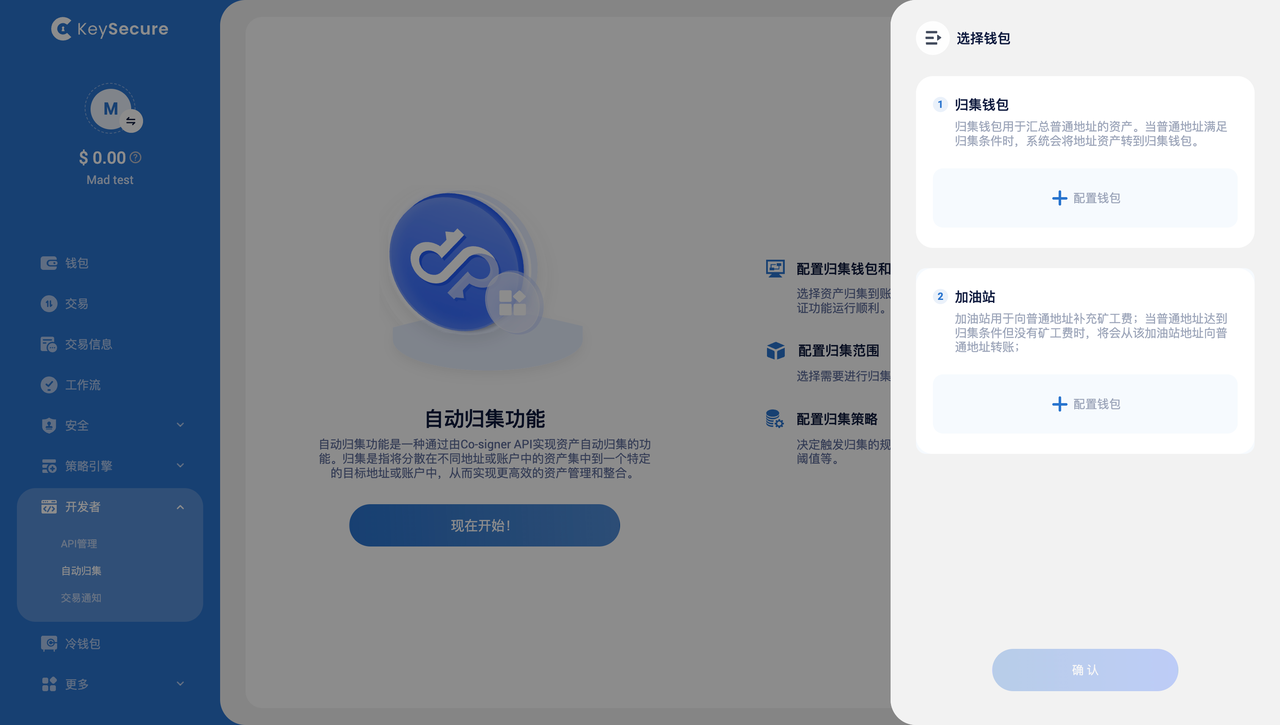 KeySecure
M
$ 0.00
Mad test
钱包
交易
交易信息
工作流
安全
策略引擎
开发者
API管理
自动归集
交易通知
冷钱包
更多
自动归集功能
自动归集功能是一种通过由Co-signer API实现资产自动归集的功
能。归集是指将分散在不同地址或账户中的资产集中到一个特定
的目标地址或账户中，从而实现更高效的资产管理和整合。
现在开始！
配置归集钱包和
选择资产归集到账
证功能运行顺利。
配置归集范围
选择需要进行归集
配置归集策略
决定触发归集的规
阈值等。
选择钱包
1 归集钱包
归集钱包用于汇总普通地址的资产。当普通地址满足
归集条件时，系统会将地址资产转到归集钱包。
配置钱包
2 加油站
加油站用于向普通地址补充矿工费；当普通地址达到
归集条件但没有矿工费时，将会从该加油站地址向普
通地址转账；
配置钱包
确认